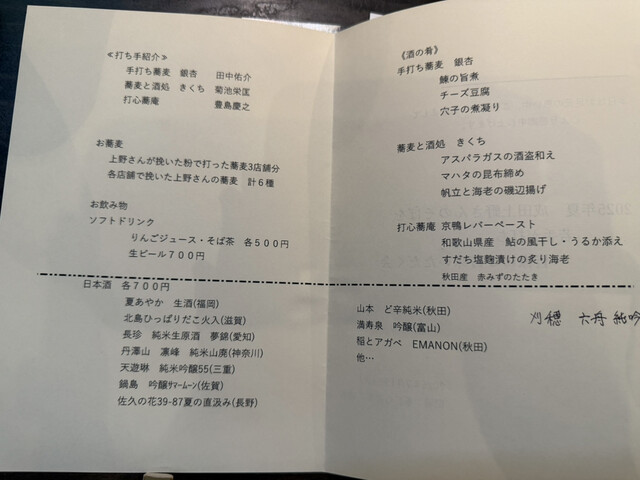 ≪打ち手紹介≫
手打ち蕎麦 銀杏 田中佑介
蕎麦と酒処 きくち 菊池栄匡
打心蕎庵 豊島慶之
お蕎麦
上野さんが挽いた粉で打った蕎麦3店舗分
各店舗で挽いた上野さんの蕎麦 計6種
お飲み物
ソフトドリンク
りんごジュース・そば茶 各500円
生ビール700円
日本酒 各700円
夏あやか 生酒(福岡)
北島ひっぱりだこ火入(滋賀)
長珍 純米生原酒 夢錦(愛知)
丹澤山 凛峰 純米山廃(神奈川)
天遊琳 純米吟醸55(三重)
鍋島 吟醸ｻﾏｰﾑｰﾝ(佐賀)
佐久の花39-87夏の直汲み(長野)
《酒の肴》
手打ち蕎麦 銀杏
鰊の旨煮
チーズ豆腐
穴子の煮凝り
蕎麦と酒処 きくち
アスパラガスの酒盗和え
マハタの昆布締め
帆立と海老の磯辺揚げ
打心蕎庵 京鴨レバーペースト
和歌山県産 鮎の風干し・うるか添え
すだち塩麹漬けの炙り海老
秋田産 赤みずのたたき
山本 ど辛純米(秋田)
満寿泉 吟醸(富山)
稲とアガベ EMANON(秋田)
他…
刈穂 六舟 純吟